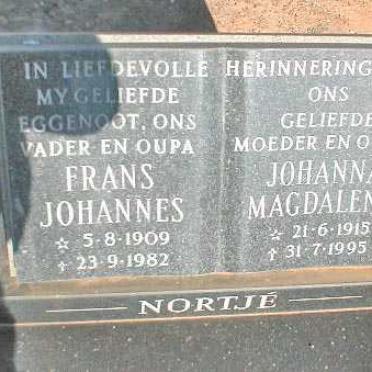 IN LIEFDEVOLLE HERINNERING
MY GELIEFDE
EGGENOOT, ONS
VADER EN OUPA
FRANS
JOHANNES
☆ 5-8-1909
✝ 23-9-1982
ONS
GELIEFDE
MOEDER EN
JOHANNA
MAGDALEN
☆ 21-6-1915
✝ 31-7-1995
NORTJÉ